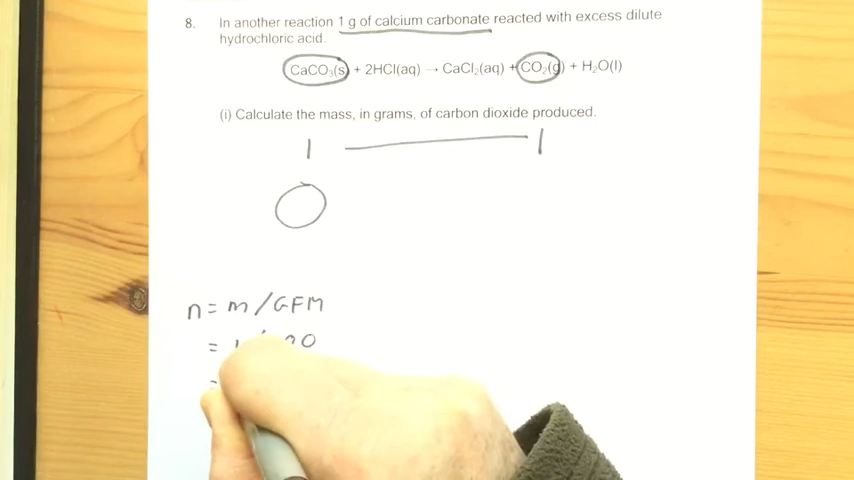 8. In another reaction 1 g of calcium carbonate reacted with excess dilute
hydrochloric acid.
CaCO₃(s) + 2HCl(aq) → CaCl₂(aq) + CO₂(g) + H₂O(l)
(i) Calculate the mass, in grams, of carbon dioxide produced.
1 1
n = m / GFM
=
=